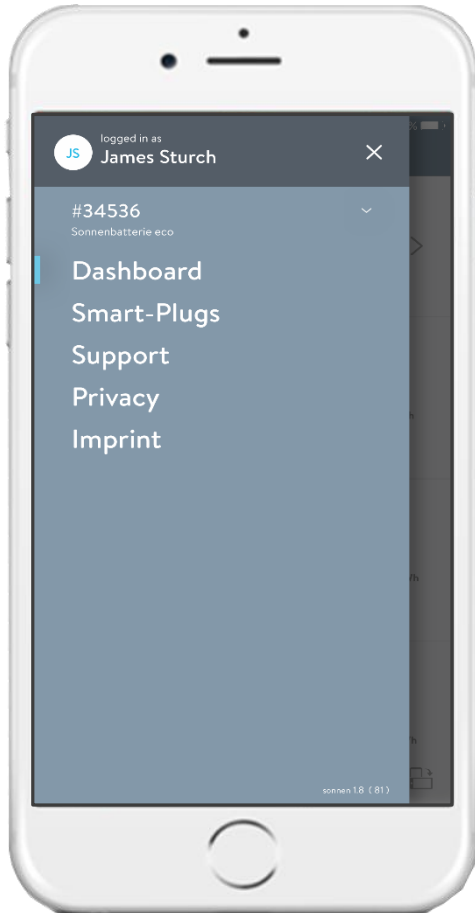 %
JS
logged in as
James Sturch
#34536
Sonnenbatterie eco
Dashboard
Smart-Plugs
Support
Privacy
Imprint
h
/h
/h
sonnen 1.8 ( 81 )